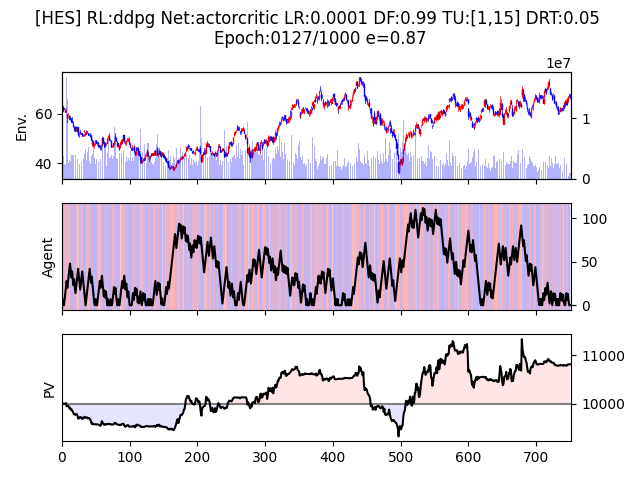 [HES] RL:ddpg Net:actorcritic LR:0.0001 DF:0.99 TU:[1,15] DRT:0.05
Epoch:0127/1000 e=0.87
1e7
Env.
60
40
1
0
Agent
100
50
0
PV
11000
10000
0 100 200 300 400 500 600 700